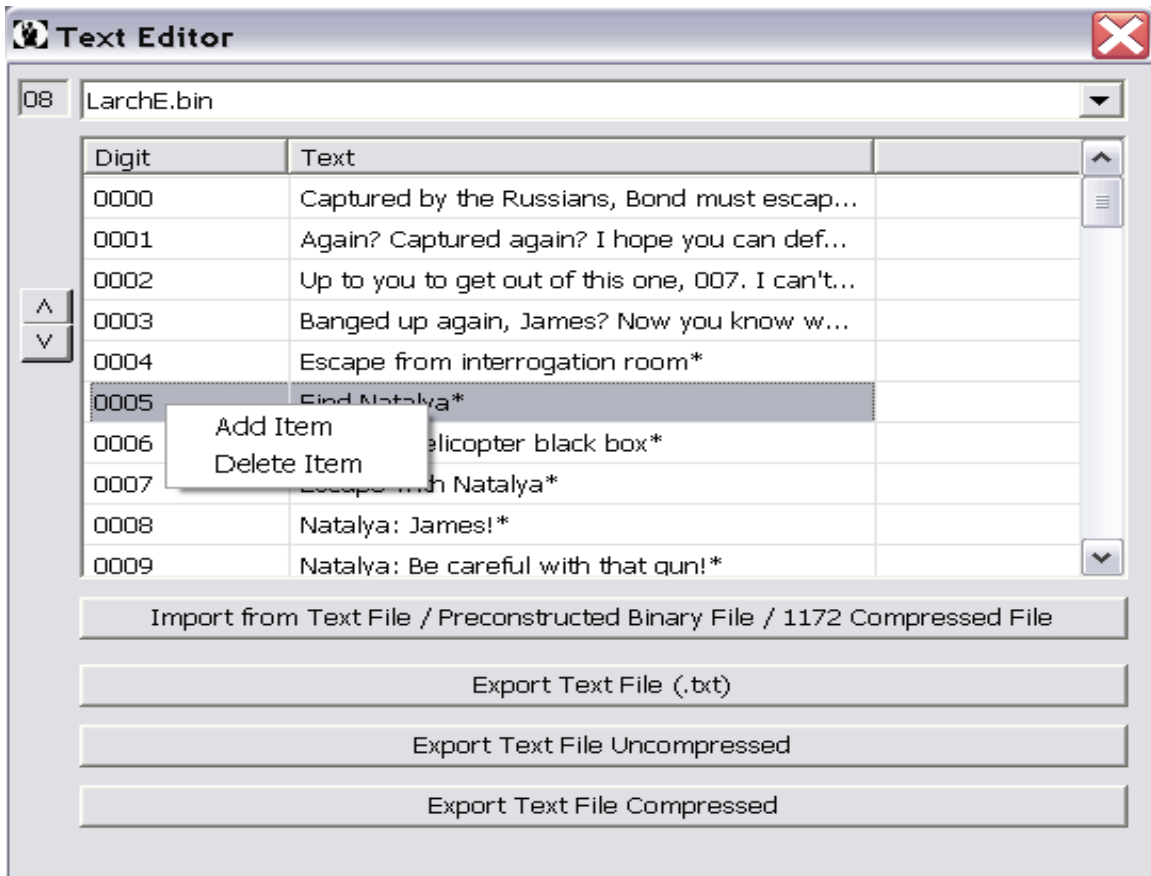 Text Editor
08 LarchE.bin
Digit Text
0000 Captured by the Russians, Bond must escap...
0001 Again? Captured again? I hope you can def...
0002 Up to you to get out of this one, 007. I can't...
0003 Banged up again, James? Now you know w...
0004 Escape from interrogation room*
0005 Find Natalya*
Add Item
0006 elicopter black box*
Delete Item
0007 Escape with Natalya*
0008 Natalya: James!*
0009 Natalya: Be careful with that gun!*
Import from Text File / Preconstructed Binary File / 1172 Compressed File
Export Text File (.txt)
Export Text File Uncompressed
Export Text File Compressed